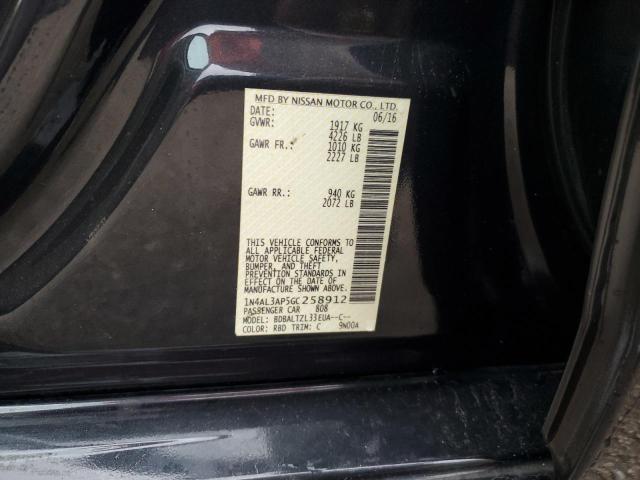 MFD BY NISSAN MOTOR CO., LTD.
DATE: 06/16
GVWR: 1917 KG
4226 LB
GAWR FR.: 1010 KG
2227 LB
GAWR RR.: 940 KG
2072 LB
THIS VEHICLE CONFORMS TO
ALL APPLICABLE FEDERAL
MOTOR VEHICLE SAFETY,
BUMPER, AND THEFT
PREVENTION STANDARDS IN
EFFECT ON THE DATE OF
MANUFACTURE SHOWN ABOVE.
1N4AL3AP5GC258912
PASSENGER CAR 808
MODEL: BDBALTZL33EUA--C--
COLOR: RBD TRIM: C 9N00A